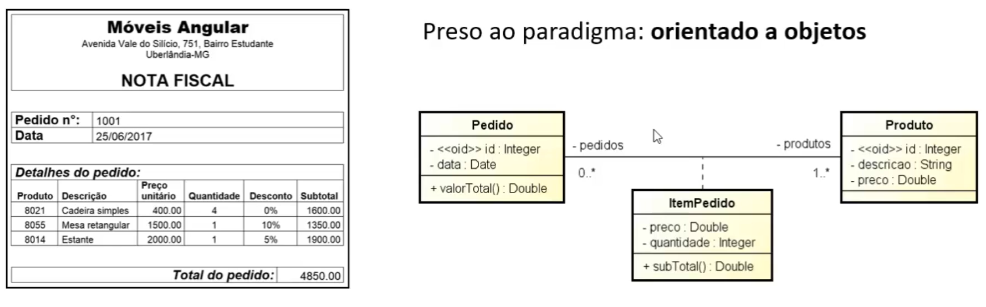 Móveis Angular
Avenida Vale do Silício, 751, Bairro Estudante
Uberlândia-MG
NOTA FISCAL
Pedido n°: 1001
Data 25/06/2017
Detalhes do pedido:
Produto Descrição Preço unitário Quantidade Desconto Subtotal
8021 Cadeira simples 400.00 4 0% 1600.00
8055 Mesa retangular 1500.00 1 10% 1350.00
8014 Estante 2000.00 1 5% 1900.00
Total do pedido: 4850.00
Preso ao paradigma: orientado a objetos
Pedido
- <<oid>> id : Integer
- data : Date
+ valorTotal() : Double
- pedidos
0..*
- produtos
1..*
Produto
- <<oid>> id : Integer
- descricao : String
- preco : Double
ItemPedido
- preco : Double
- quantidade : Integer
+ subTotal() : Double